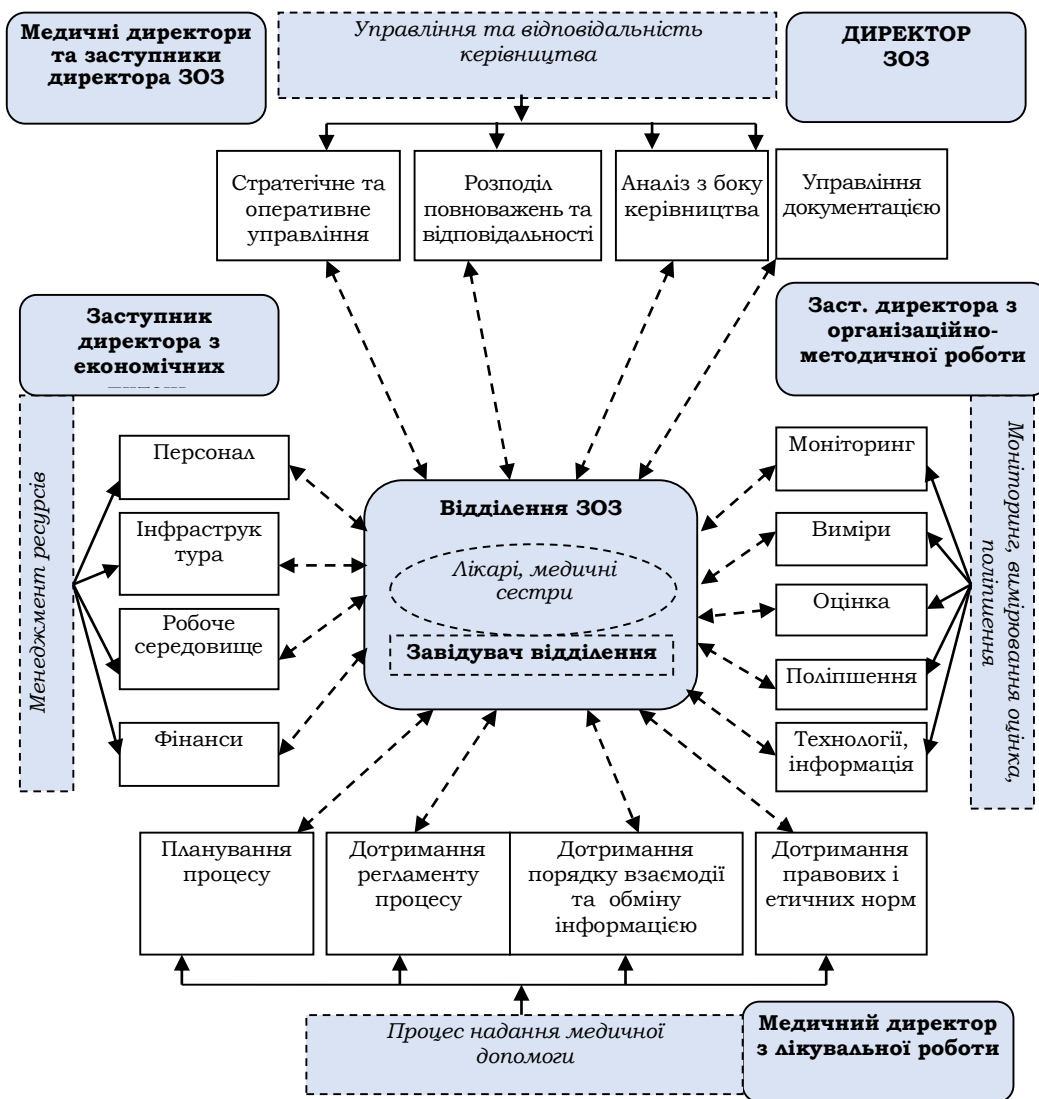 Медичні директори
та заступники
директора ЗОЗ
Управління та відповідальність
керівництва
ДИРЕКТОР
ЗОЗ
Стратегічне та
оперативне
управління
Розподіл
повноважень та
відповідальності
Аналіз з боку
керівництва
Управління
документацією
Заступник
директора з
економічних
Заст. директора з
організаційно-
методичної роботи
Менеджмент ресурсів
Персонал
Інфраструк
тура
Робоче
середовище
Фінанси
Відділення ЗОЗ
Лікарі, медичні
сестри
Завідувач відділення
Моніторинг
Виміри
Оцінка
Поліпшення
Технології,
інформація
Моніторинг, вимірювання оцінка,
поліпшення
Планування
процесу
Дотримання
регламенту
процесу
Дотримання
порядку взаємодії
та обміну
інформацією
Дотримання
правових і
етичних норм
Процес надання медичної
допомоги
Медичний директор
з лікувальної роботи